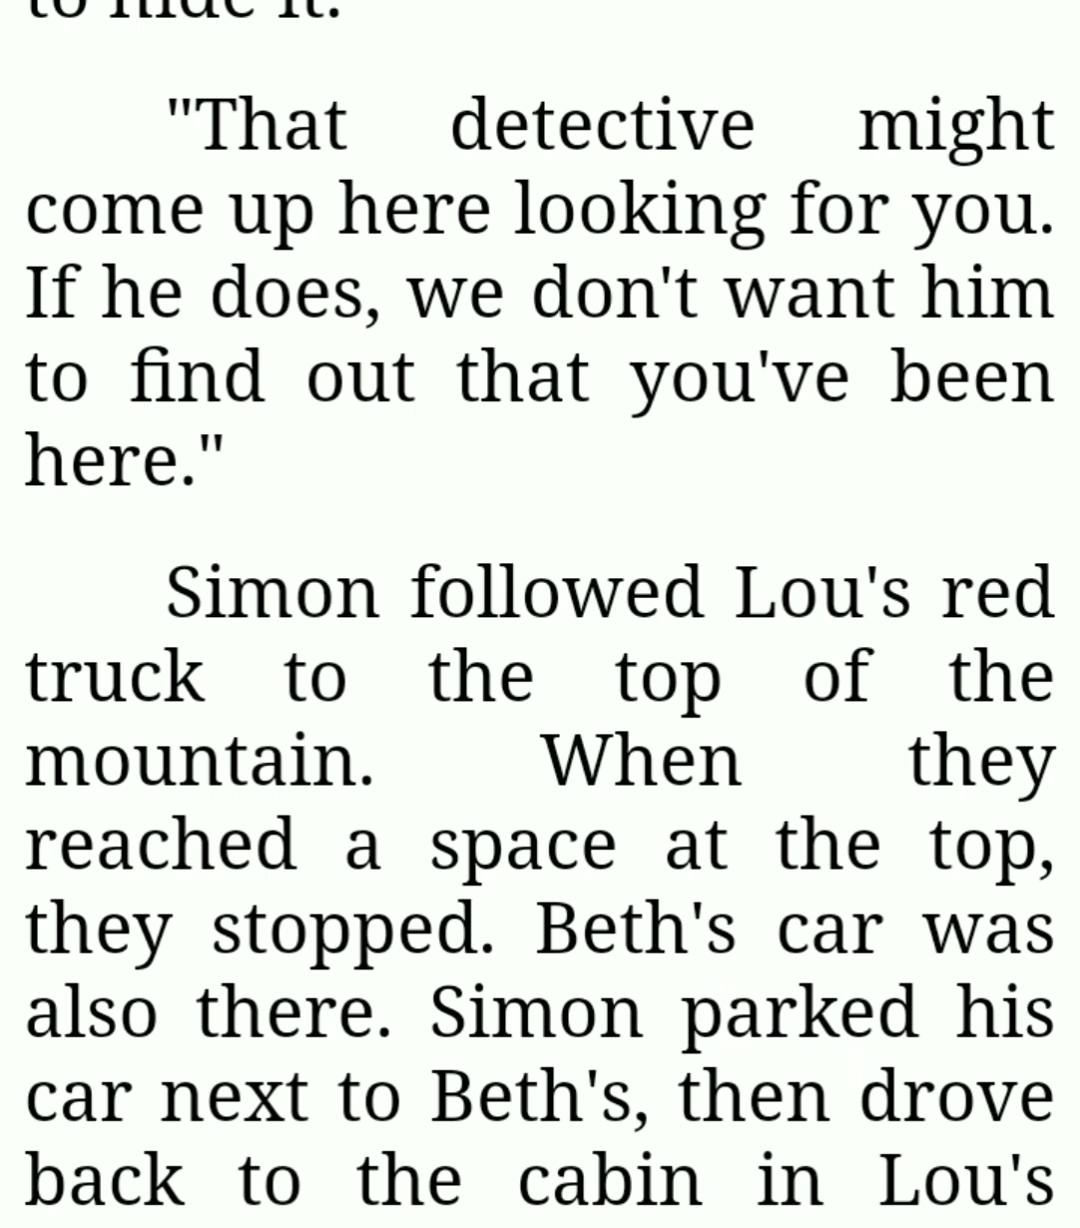 to hide it.
"That detective might
come up here looking for you.
If he does, we don't want him
to find out that you've been
here."
Simon followed Lou's red
truck to the top of the
mountain. When they
reached a space at the top,
they stopped. Beth's car was
also there. Simon parked his
car next to Beth's, then drove
back to the cabin in Lou's